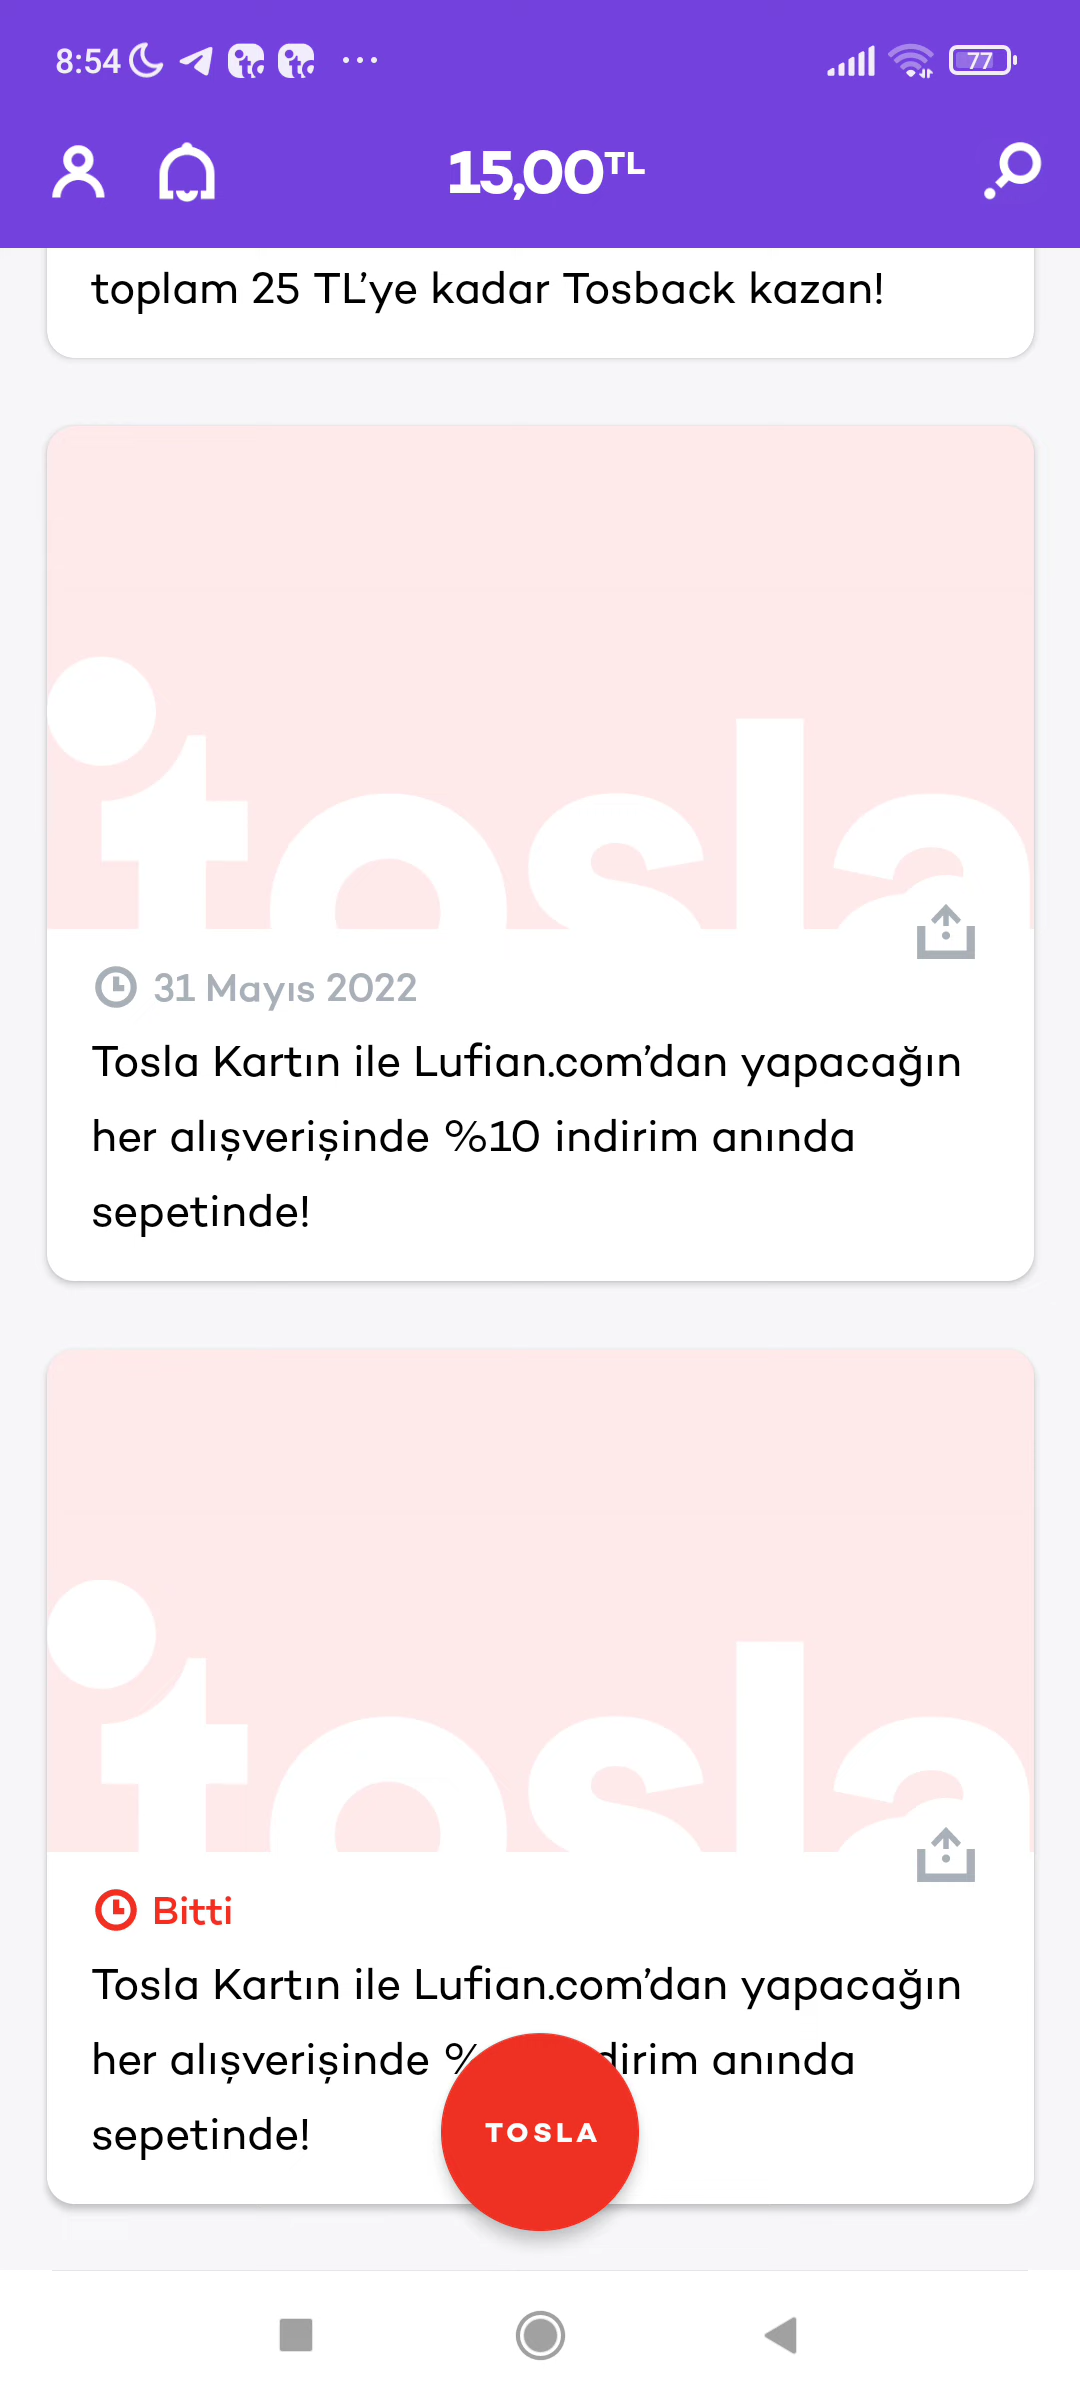 8:54
77
15,00TL
toplam 25 TL’ye kadar Tosback kazan!
tosla
31 Mayıs 2022
Tosla Kartın ile Lufian.com’dan yapacağın
her alışverişinde %10 indirim anında
sepetinde!
tosla
Bitti
Tosla Kartın ile Lufian.com’dan yapacağın
her alışverişinde % anında
sepetinde!
TOSLA